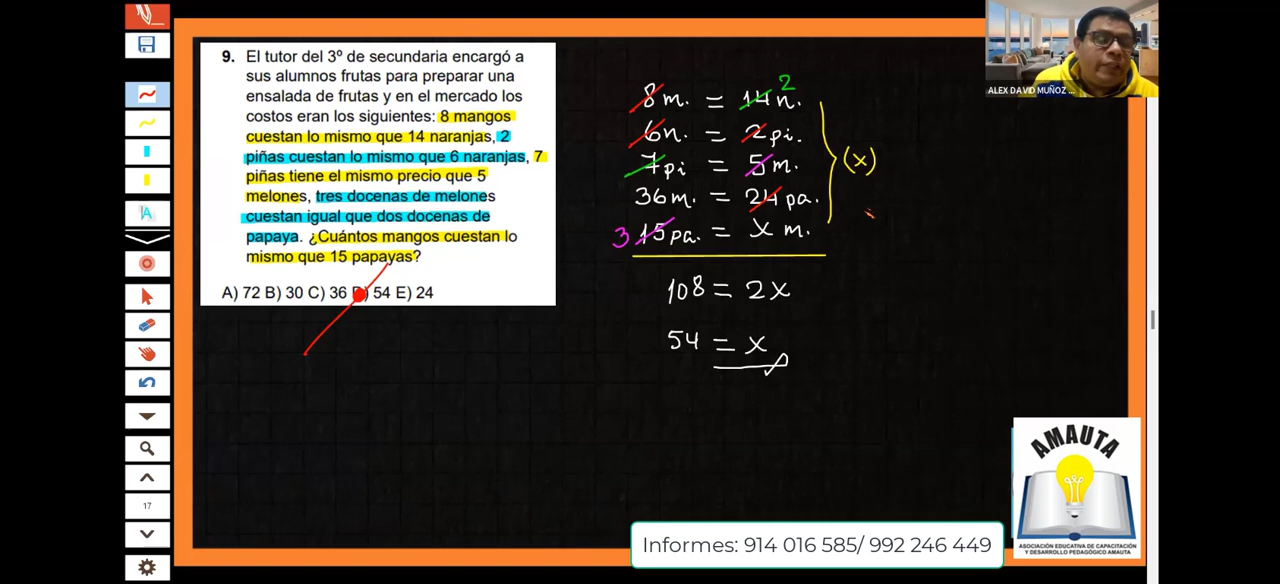 9. El tutor del 3º de secundaria encargó a
sus alumnos frutas para preparar una
ensalada de frutas y en el mercado los
costos eran los siguientes: 8 mangos
cuestan lo mismo que 14 naranjas, 2
piñas cuestan lo mismo que 6 naranjas, 7
piñas tiene el mismo precio que 5
melones, tres docenas de melones
cuestan igual que dos docenas de
papaya. ¿Cuántos mangos cuestan lo
mismo que 15 papayas?
A) 72 B) 30 C) 36 D) 54 E) 24
2
8m. = 14n.
6n. = 2pi.
7pi = 5m.
(x)
36m. = 24pa.
3 15pa. = x m.
108 = 2x
54 = x
ALEX DAVID MUÑOZ ...
A
17
AMAUTA
ASOCIACIÓN EDUCATIVA DE CAPACITACIÓN
Y DESARROLLO PEDAGÓGICO AMAUTA
Informes: 914 016 585/ 992 246 449